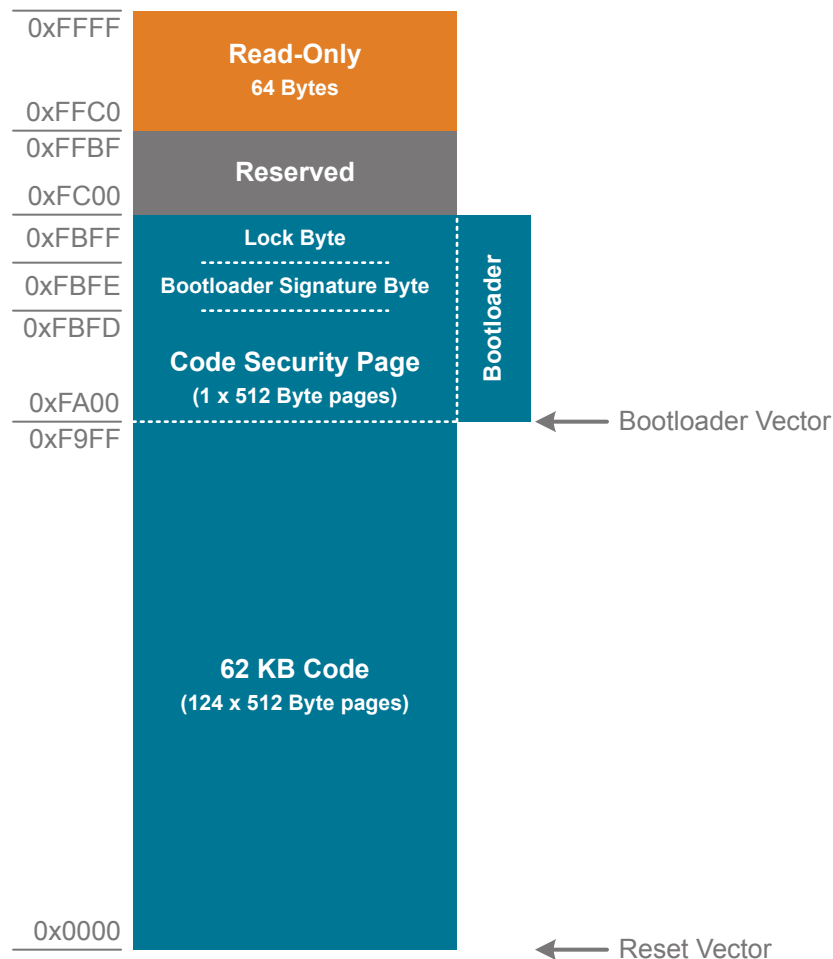 0xFFFF
Read-Only
64 Bytes
0xFFC0
0xFFBF
Reserved
0xFC00
0xFBFF
Lock Byte
0xFBFE
Bootloader Signature Byte
0xFBFD
Code Security Page
(1 x 512 Byte pages)
Bootloader
0xFA00
Bootloader Vector
0xF9FF
62 KB Code
(124 x 512 Byte pages)
0x0000
Reset Vector